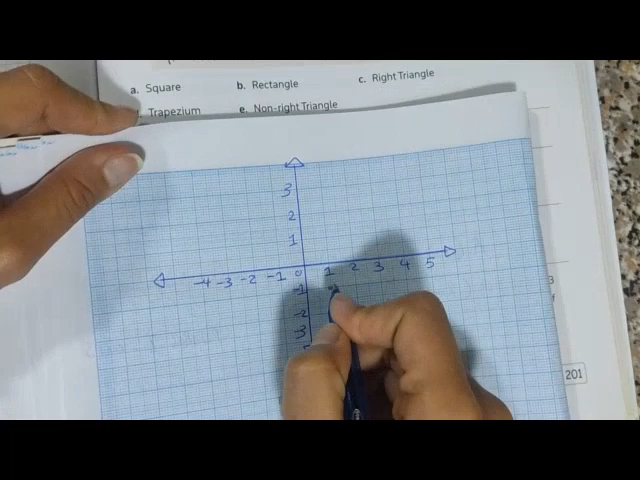 a. Square b. Rectangle c. Right Triangle
Trapezium e. Non-right Triangle
3
2
1
-4 -3 -2 -1 0 1 2 3 4 5
-1
-2
-3
201